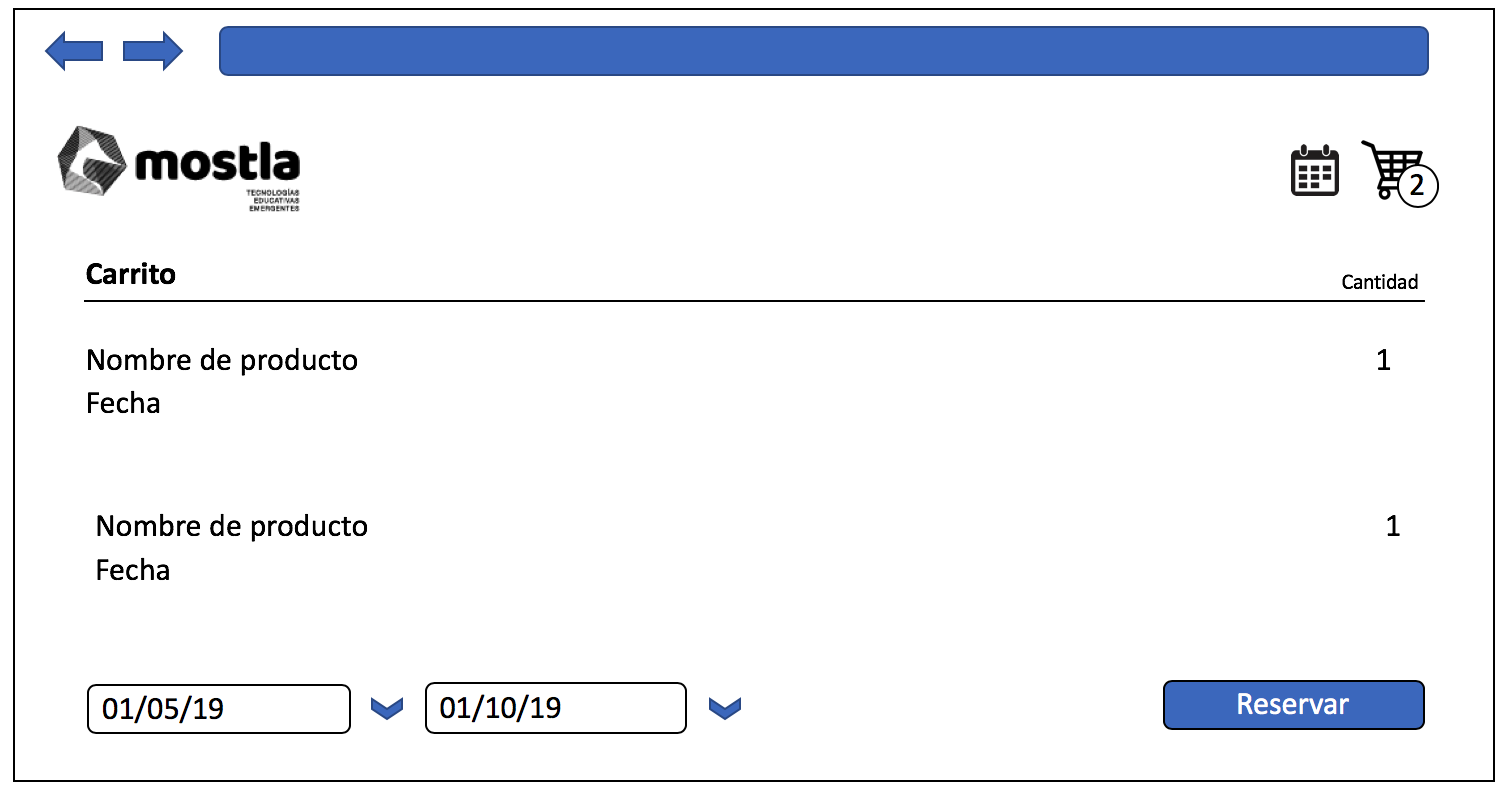 mostla
TECNOLOGÍAS
EDUCATIVAS
EMERGENTES
2
Carrito
Cantidad
Nombre de producto 1
Fecha
Nombre de producto 1
Fecha
01/05/19 01/10/19 Reservar